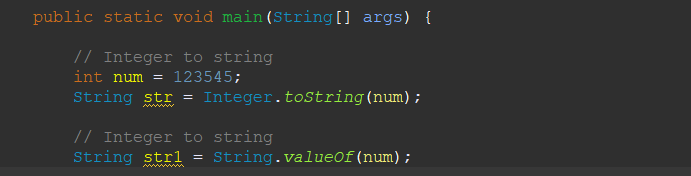 public static void main(String[] args) {
// Integer to string
int num = 123545;
String str = Integer.toString(num);
// Integer to string
String str1 = String.valueOf(num);